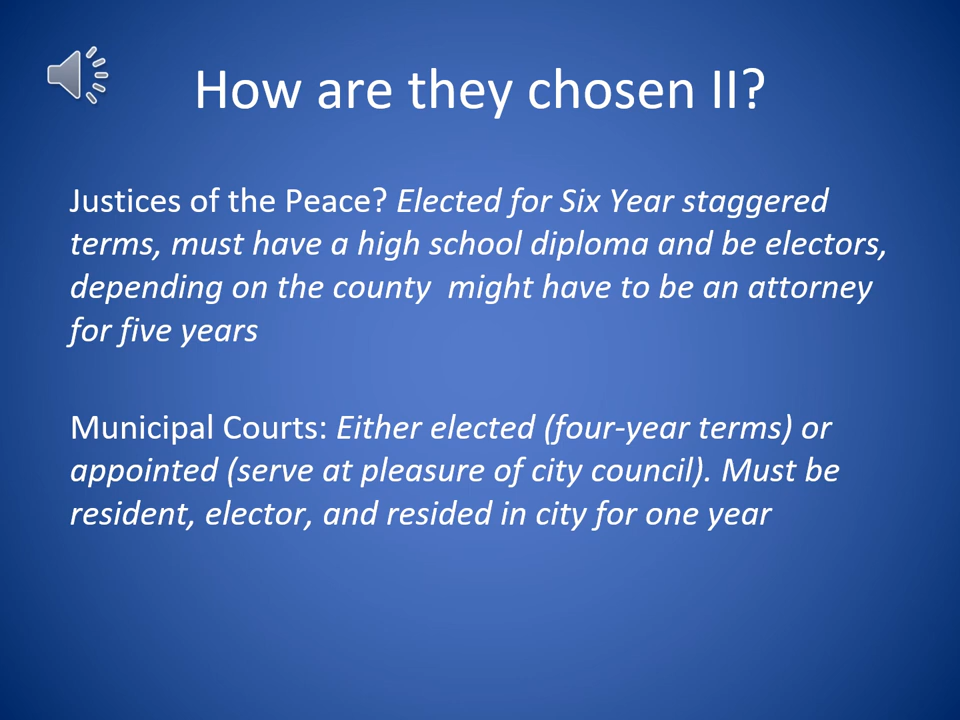 How are they chosen II?
Justices of the Peace? Elected for Six Year staggered
terms, must have a high school diploma and be electors,
depending on the county  might have to be an attorney
for five years
Municipal Courts: Either elected (four-year terms) or
appointed (serve at pleasure of city council). Must be
resident, elector, and resided in city for one year